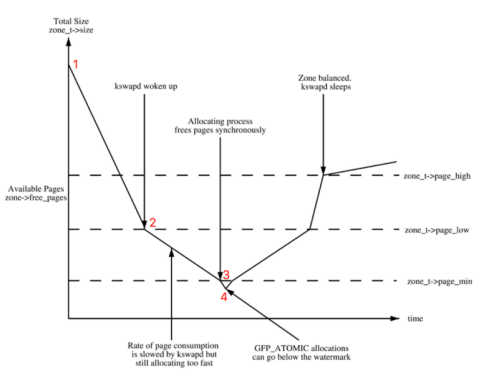 Total Size
zone_t->size
1
kswapd woken up
Zone balanced.
kswapd sleeps
Allocating process
frees pages synchronously
Available Pages
zone->free_pages
zone_t->page_high
2
zone_t->page_low
3
zone_t->page_min
4
time
Rate of page consumption
is slowed by kswapd but
still allocating too fast
GFP_ATOMIC allocations
can go below the watermark